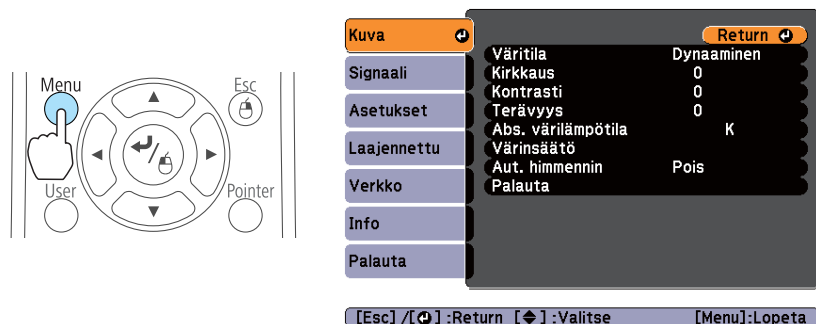 Menu
Esc
User
Pointer
Kuva
Signaali
Asetukset
Laajennettu
Verkko
Info
Palauta
Return
Väritila Dynaaminen
Kirkkaus 0
Kontrasti 0
Terävyys 0
Abs. värilämpötila K
Värinsäätö
Aut. himmennin Pois
Palauta
[Esc] /[ ] :Return [ ] :Valitse [Menu]:Lopeta